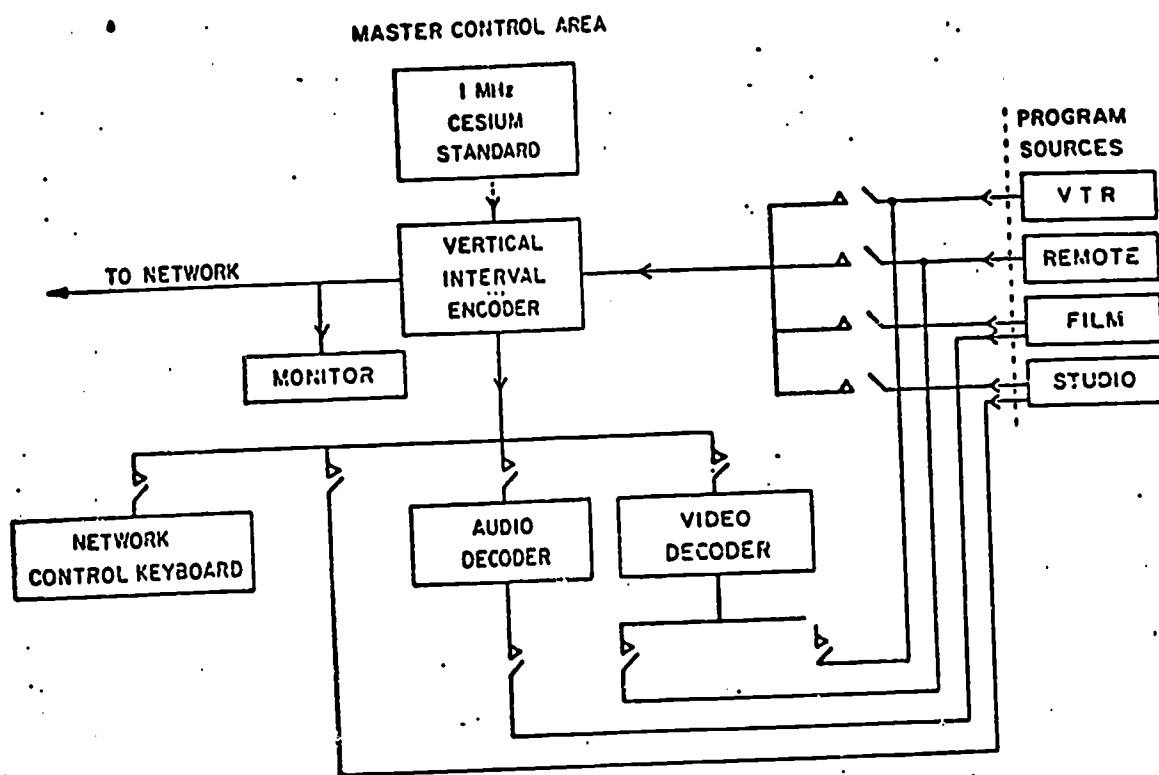 MASTER CONTROL AREA
1 MHz
CESIUM
STANDARD
PROGRAM
SOURCES
VTR
REMOTE
FILM
STUDIO
VERTICAL
INTERVAL
ENCODER
TO NETWORK
MONITOR
NETWORK
CONTROL KEYBOARD
AUDIO
DECODER
VIDEO
DECODER